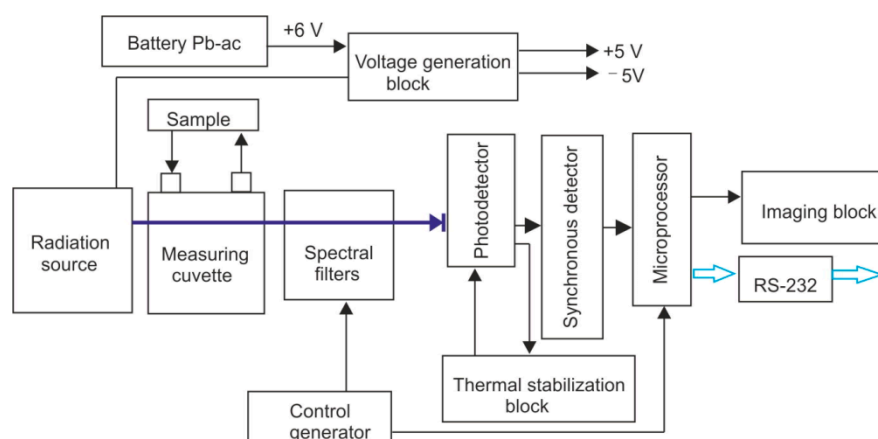 Battery Pb-ac
+6 V
Voltage generation
block
+5 V
– 5V
Sample
Radiation
source
Measuring
cuvette
Spectral
filters
Photodetector
Synchronous detector
Microprocessor
Imaging block
RS-232
Thermal stabilization
block
Control
generator